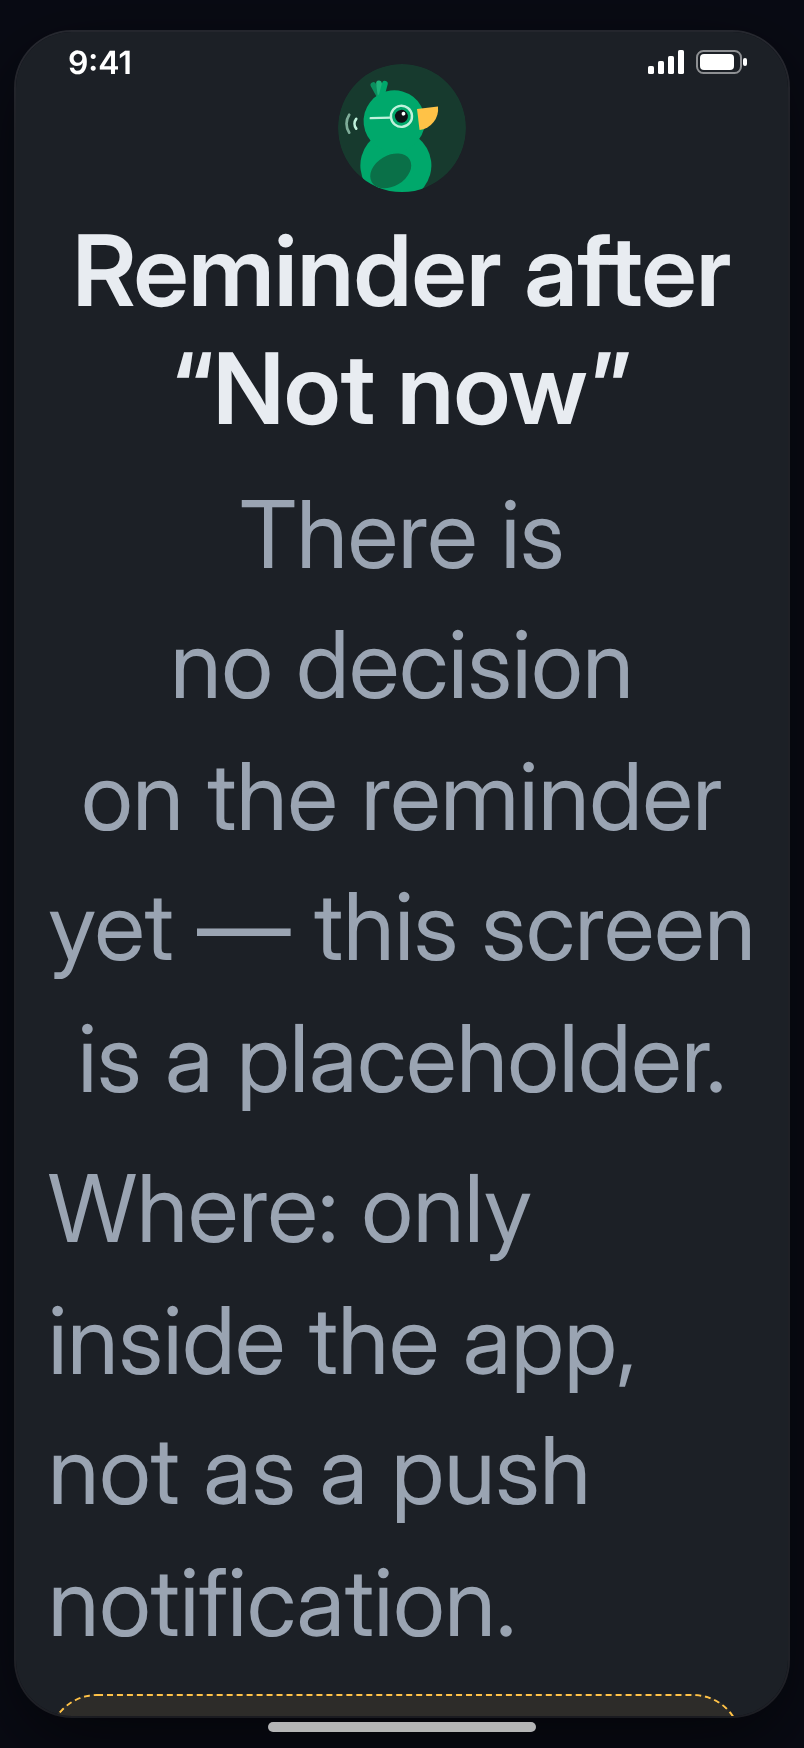 9:41
Reminder after
“Not now”
There is
no decision
on the reminder
yet — this screen
is a placeholder.
Where: only
inside the app,
not as a push
notification.